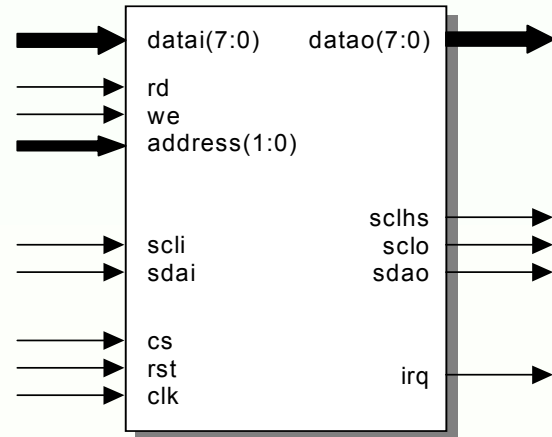 datai(7:0) datao(7:0)
rd
we
address(1:0)
sclhs
scli sclo
sdai sdao
cs
rst irq
clk